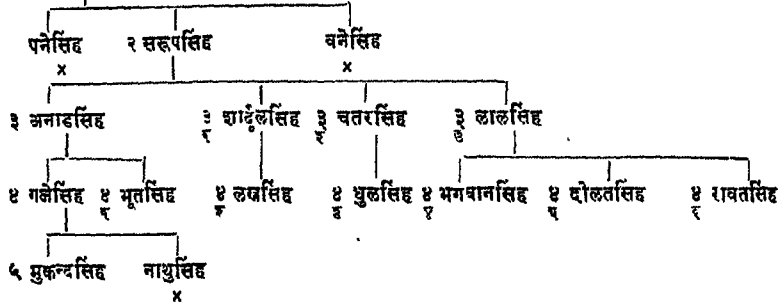 पनेसिंह २ सरूपसिंह वनेसिंह
× ×
३ अनाडसिंह ३ शार्दुलसिंह ३ चतरसिंह ३ लालसिंह
४ गजेसिंह ४ भूतसिंह ४ लखसिंह ४ धुलसिंह ४ भगवानसिंह ४ दोलतसिंह ४ रावतसिंह
५ मुकन्दसिंह नाथुसिंह
×